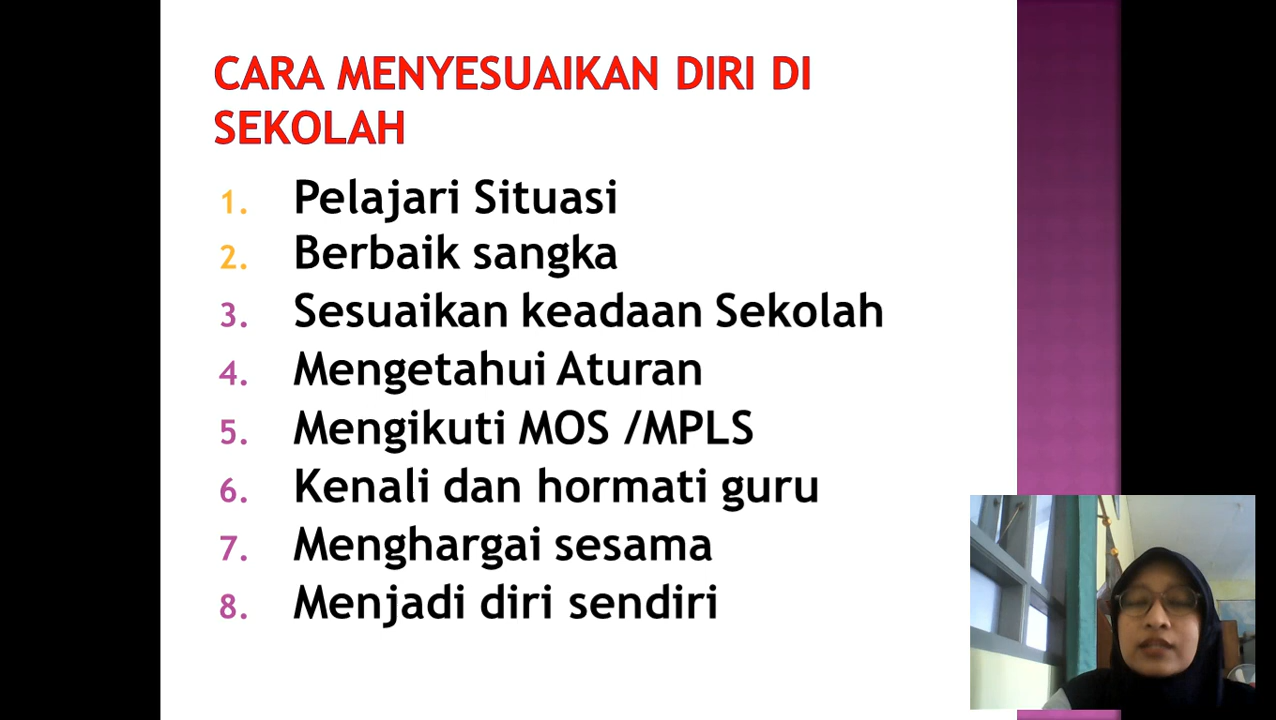 CARA MENYESUAIKAN DIRI DI
SEKOLAH
1. Pelajari Situasi
2. Berbaik sangka
3. Sesuaikan keadaan Sekolah
4. Mengetahui Aturan
5. Mengikuti MOS /MPLS
6. Kenali dan hormati guru
7. Menghargai sesama
8. Menjadi diri sendiri